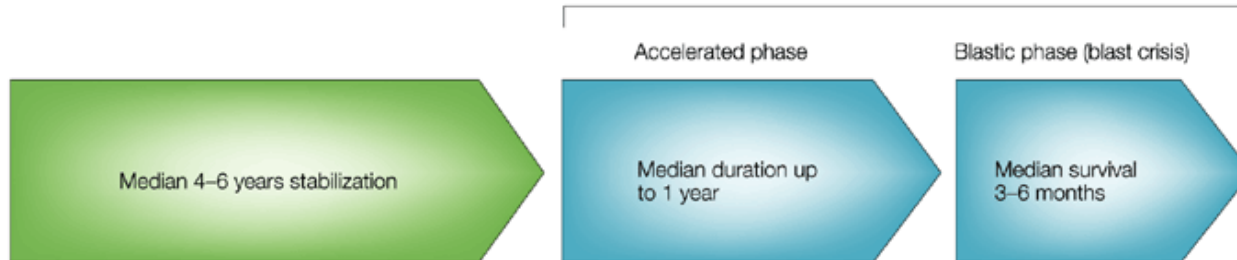 Accelerated phase
Blastic phase (blast crisis)
Median 4–6 years stabilization
Median duration up
to 1 year
Median survival
3–6 months